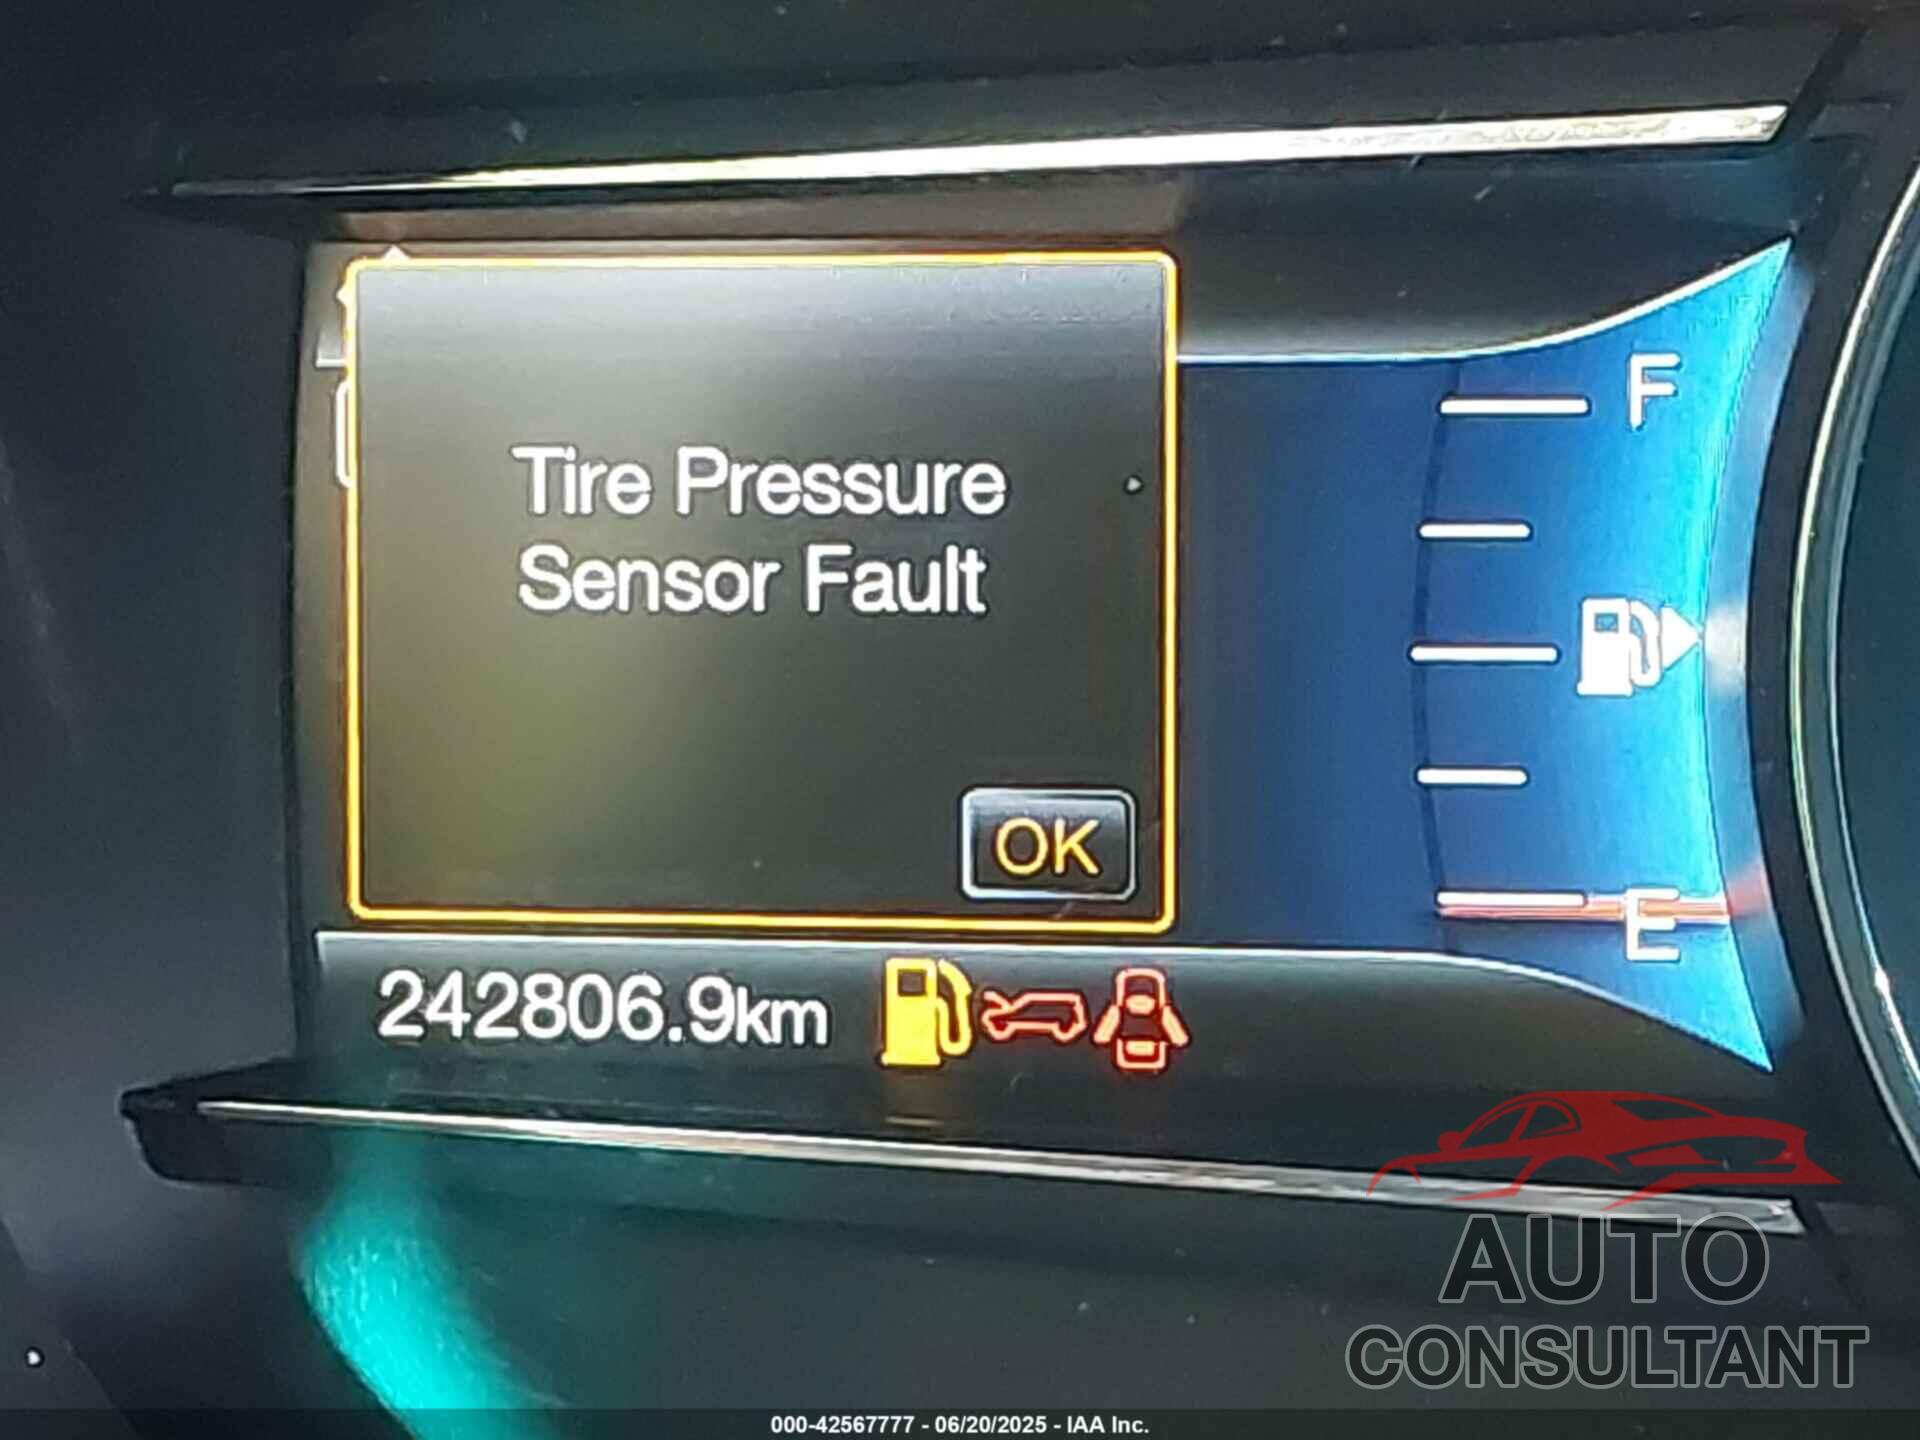 Tire Pressure
Sensor Fault
OK
F
E
242806.9km
AUTO
CONSULTANT
000-42567777 - 06/20/2025 - IAA Inc.